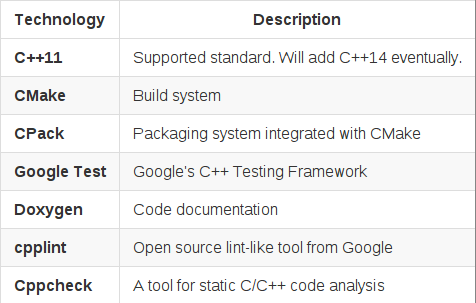 Technology Description
C++11 Supported standard. Will add C++14 eventually.
CMake Build system
CPack Packaging system integrated with CMake
Google Test Google's C++ Testing Framework
Doxygen Code documentation
cpplint Open source lint-like tool from Google
Cppcheck A tool for static C/C++ code analysis